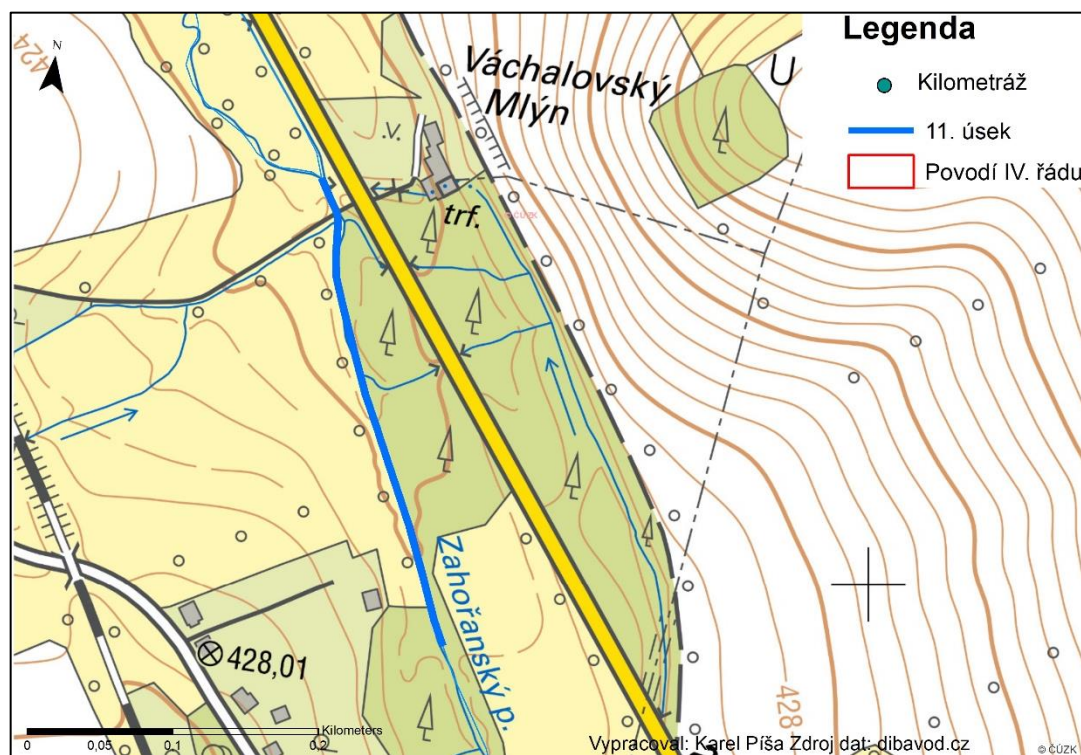 Legenda
Kilometráž
11. úsek
Povodí IV. řádu
N
424
Váchalovský
Mlýn
U
.v.
trf.
© ČÚZK
Zahořanský p.
428,01
428
Kilometers
0 0,05 0,1 0,2
Vypracoval: Karel Píša Zdroj dat: dibavod.cz
© ČÚZK